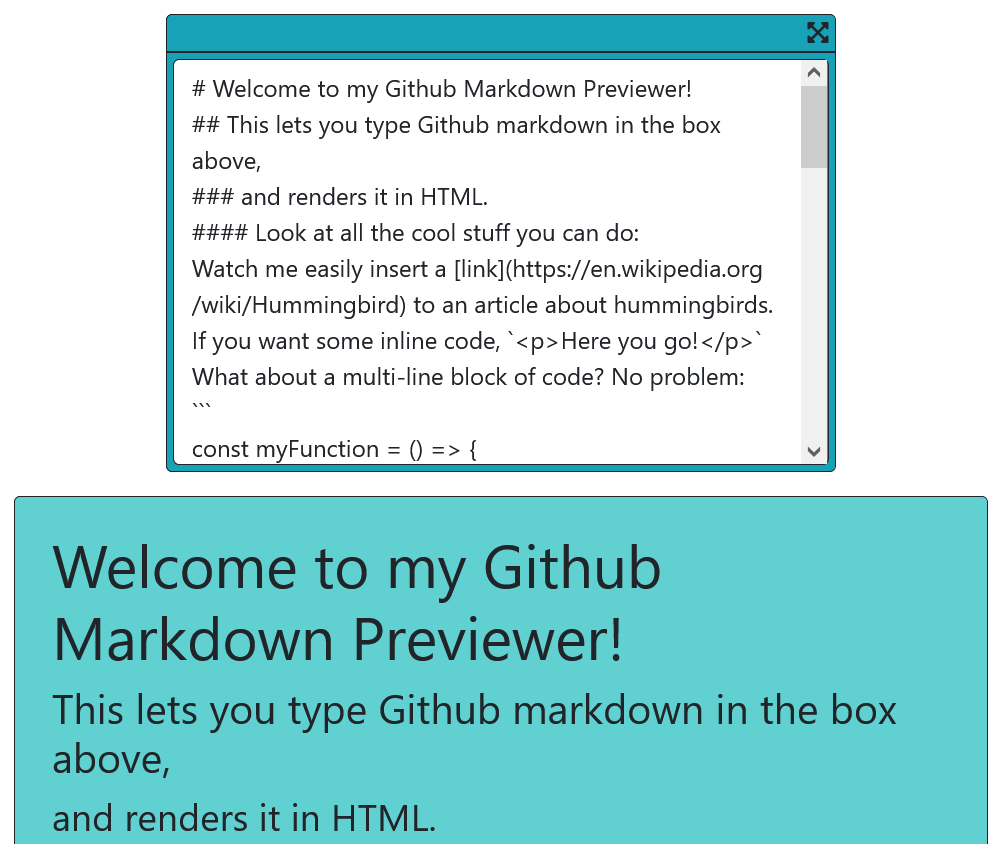 # Welcome to my Github Markdown Previewer!
## This lets you type Github markdown in the box
above,
### and renders it in HTML.
#### Look at all the cool stuff you can do:
Watch me easily insert a [link](https://en.wikipedia.org
/wiki/Hummingbird) to an article about hummingbirds.
If you want some inline code, `<p>Here you go!</p>`
What about a multi-line block of code? No problem:
```
const myFunction = () => {
Welcome to my Github
Markdown Previewer!
This lets you type Github markdown in the box
above,
and renders it in HTML.